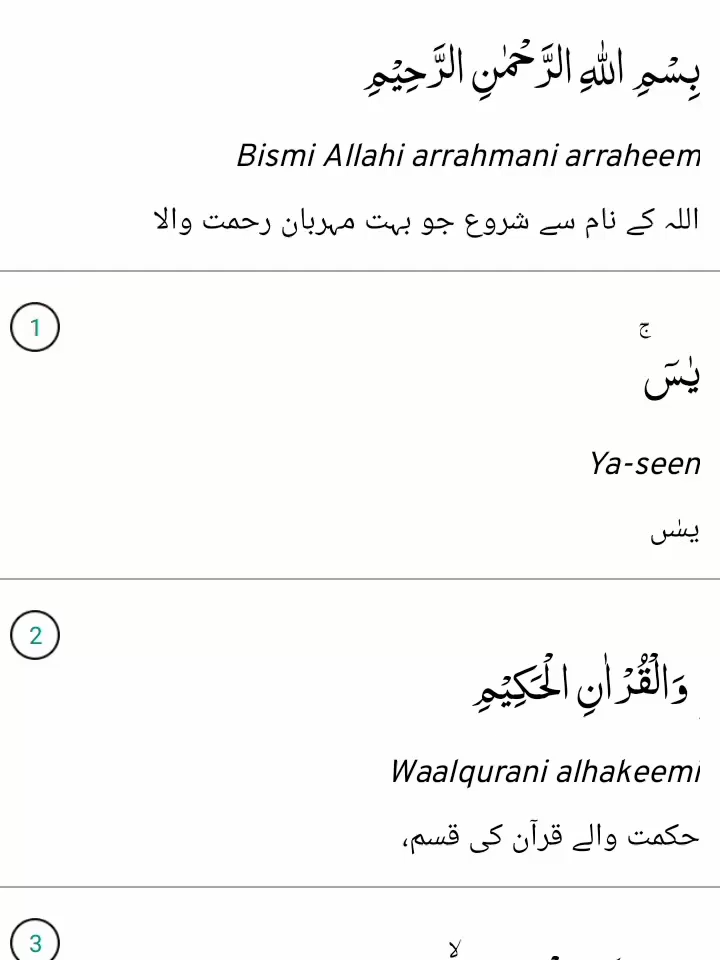 بِسْمِ اللّٰهِ الرَّحْمٰنِ الرَّحِيْمِ
Bismi Allahi arrahmani arraheem
اللہ کے نام سے شروع جو بہت مہربان رحمت والا
1
يٰسٓ ۚ
Ya-seen
یسٰں
2
وَالْقُرْاٰنِ الْحَكِيْمِ
Waalqurani alhakeemi
حکمت والے قرآن کی قسم،
3